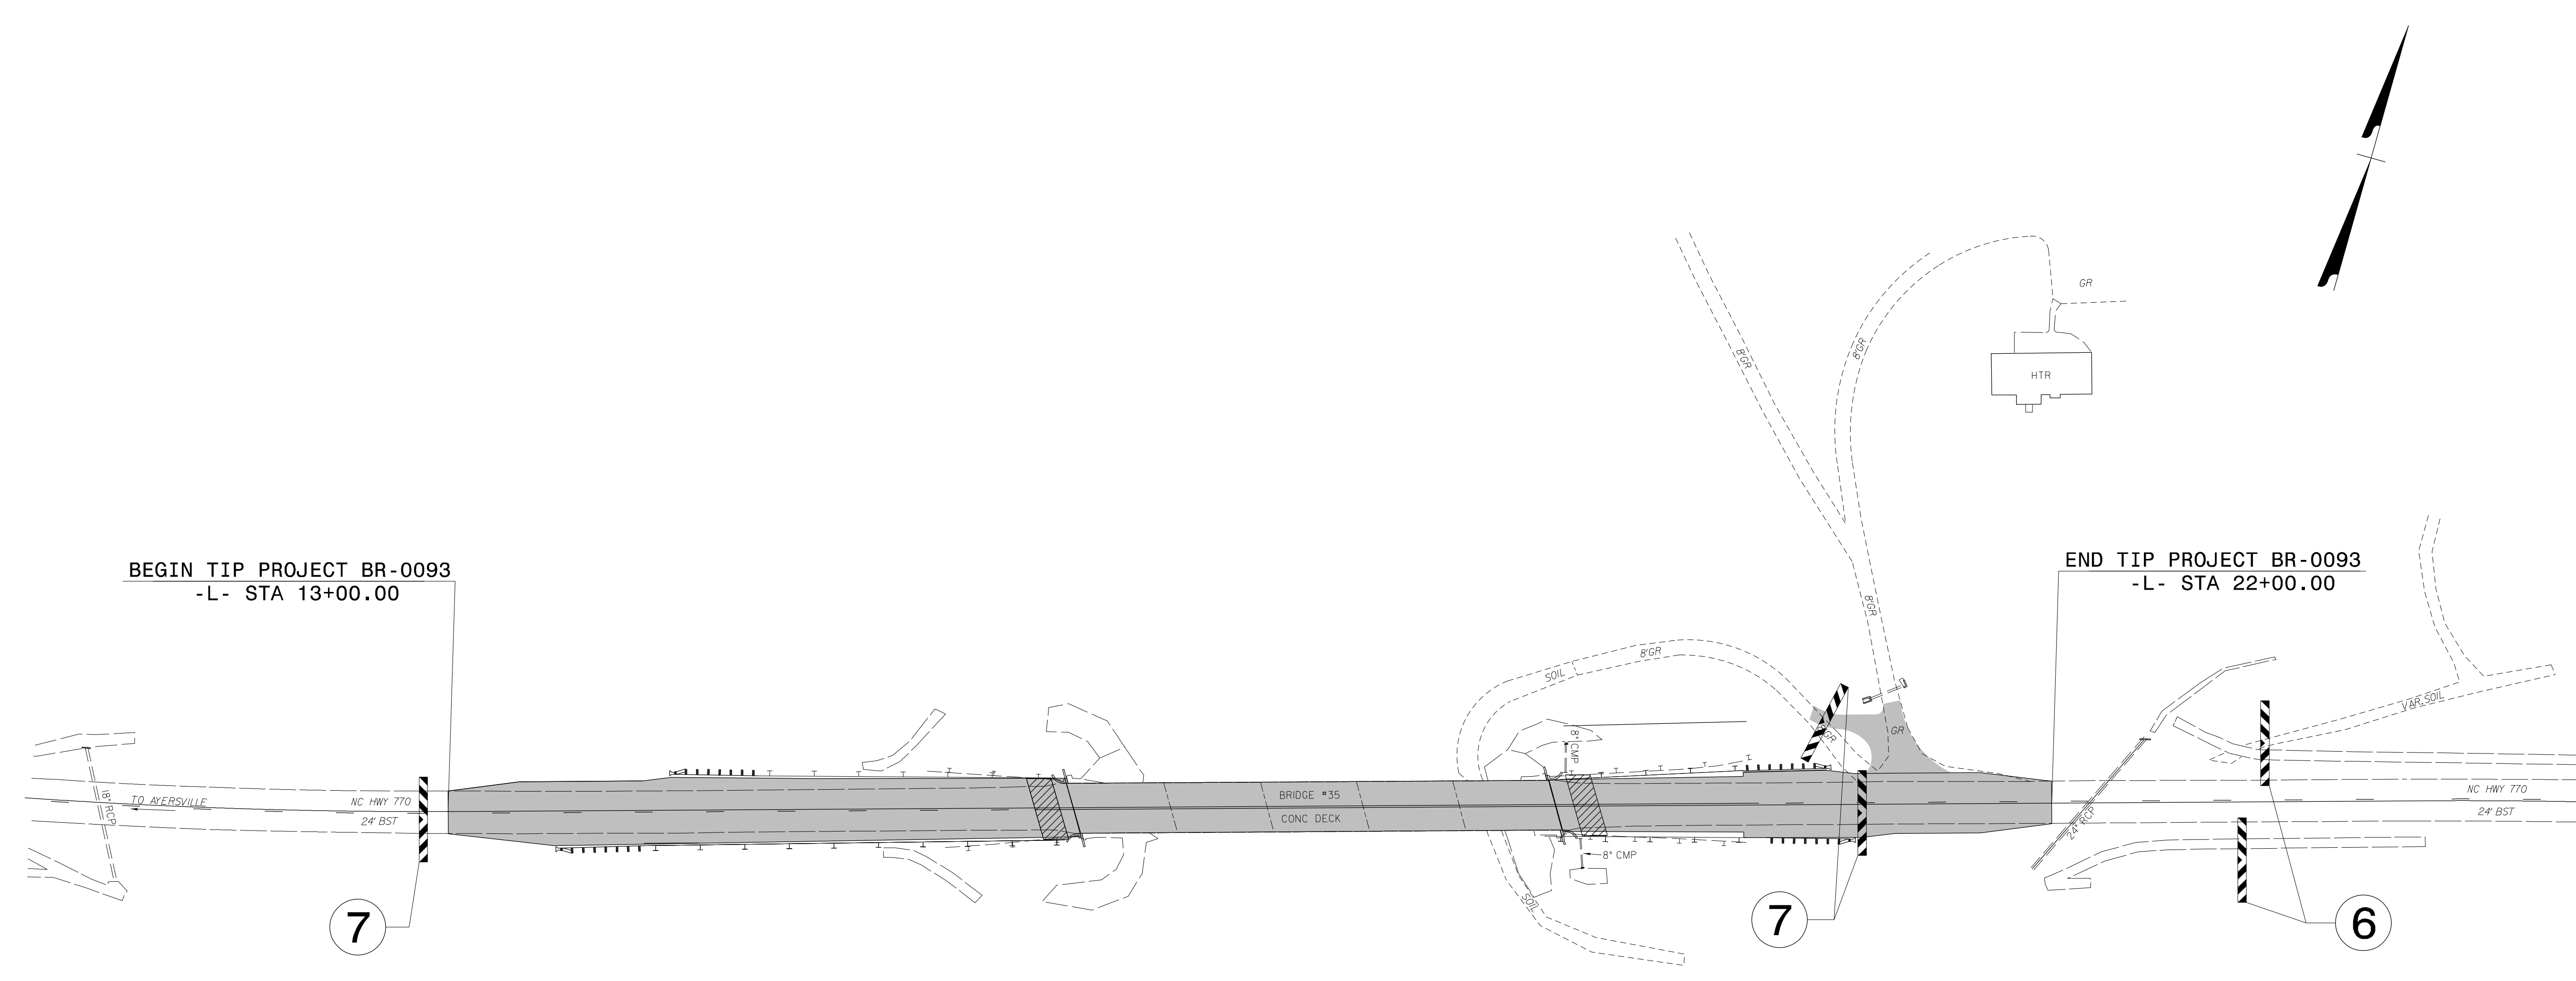 GR
8'GR
8'GR
HTR
BEGIN TIP PROJECT BR-0093
-L- STA 13+00.00
END TIP PROJECT BR-0093
-L- STA 22+00.00
8'GR
SOIL
8'GR
VAR.SOIL
18" RCP
TO AYERSVILLE
NC HWY 770
24' BST
BRIDGE #35
CONC DECK
8" CMP
8" CMP
GR
GR
24" RCP
NC HWY 770
24' BST
SOIL
7
7
6